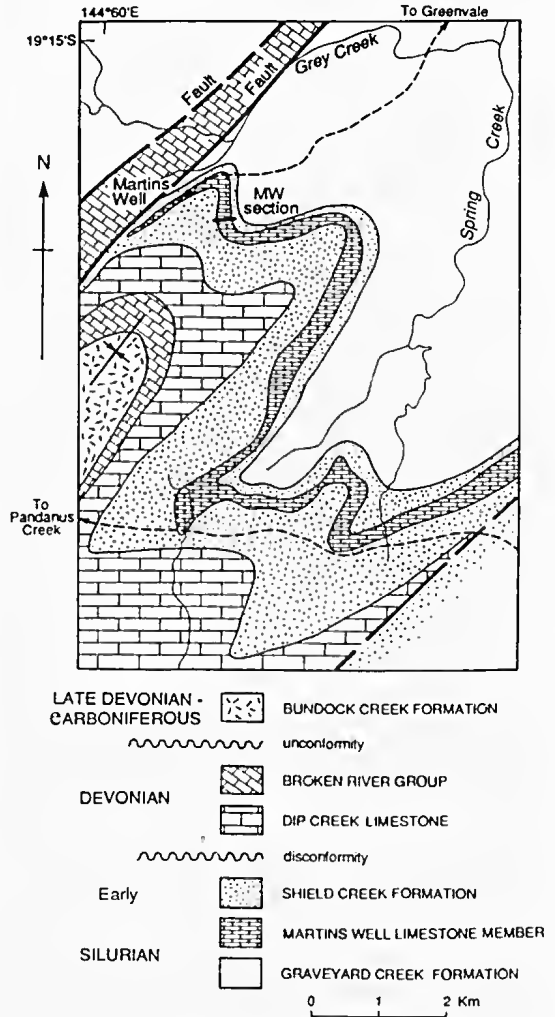 144°60'E
To Greenvale
19°15'S
Grey Creek
Fault
Fault
Creek
Spring
N
Martins
Well
MW
section
To
Pandanus
Creek
LATE DEVONIAN -
CARBONIFEROUS
BUNDOCK CREEK FORMATION
unconformity
DEVONIAN
BROKEN RIVER GROUP
DIP CREEK LIMESTONE
disconformity
Early
SHIELD CREEK FORMATION
MARTINS WELL LIMESTONE MEMBER
SILURIAN
GRAVEYARD CREEK FORMATION
0 1 2 Km